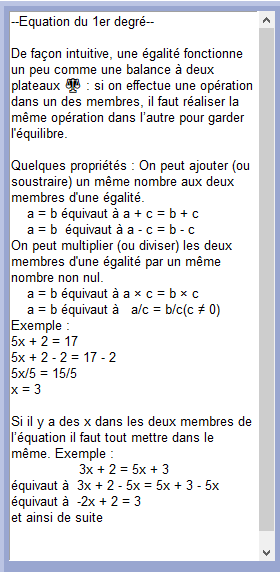 --Equation du 1er degré--
De façon intuitive, une égalité fonctionne
un peu comme une balance à deux
plateaux ⚖ : si on effectue une opération
dans un des membres, il faut réaliser la
même opération dans l'autre pour garder
l'équilibre.
Quelques propriétés : On peut ajouter (ou
soustraire) un même nombre aux deux
membres d'une égalité.
a = b équivaut à a + c = b + c
a = b  équivaut à a - c = b - c
On peut multiplier (ou diviser) les deux
membres d'une égalité par un même
nombre non nul.
a = b équivaut à a × c = b × c
a = b équivaut à   a/c = b/c(c ≠ 0)
Exemple :
5x + 2 = 17
5x + 2 - 2 = 17 - 2
5x/5 = 15/5
x = 3
Si il y a des x dans les deux membres de
l'équation il faut tout mettre dans le
même. Exemple :
3x + 2 = 5x + 3
équivaut à  3x + 2 - 5x = 5x + 3 - 5x
équivaut à  -2x + 2 = 3
et ainsi de suite